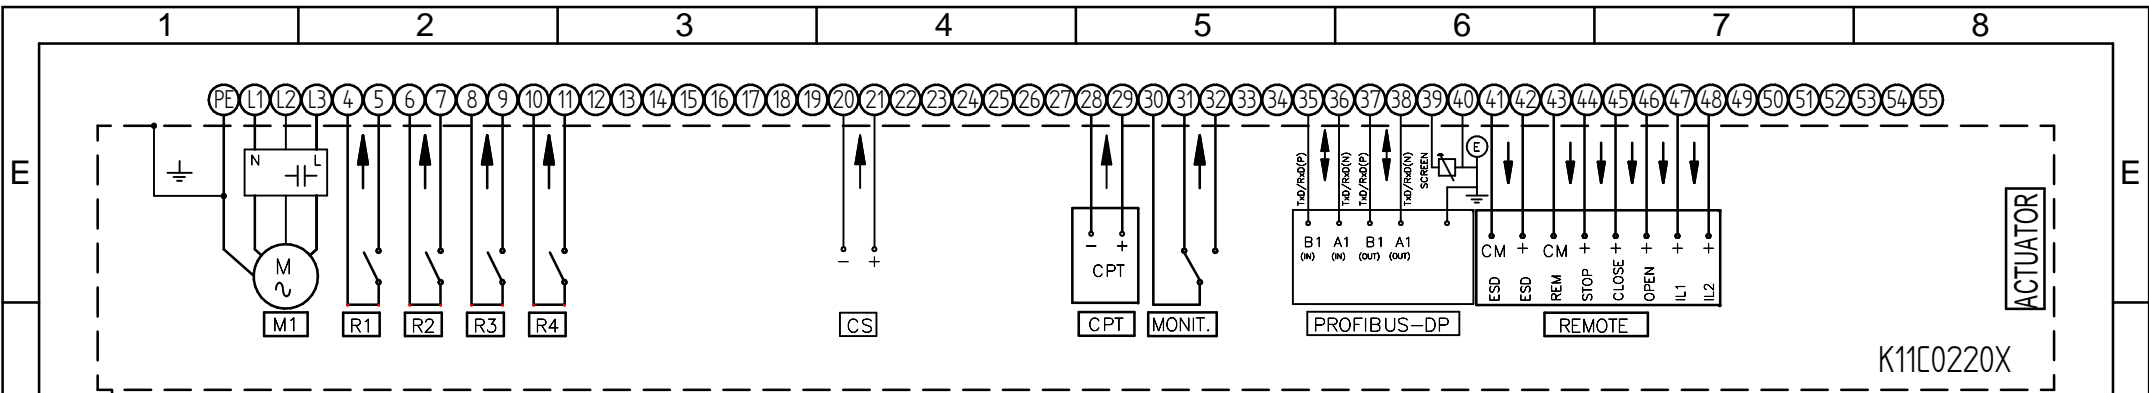 1 2 3 4 5 6 7 8
PE L1 L2 L3 4 5 6 7 8 9 10 11 12 13 14 15 16 17 18 19 20 21 22 23 24 25 26 27 28 29 30 31 32 33 34 35 36 37 38 39 40 41 42 43 44 45 46 47 48 49 50 51 52 53 54 55
E E
N L
TxD/RxD(P) TxD/RxD(N) TxD/RxD(P) TxD/RxD(N) SCREEN
E
ACTUATOR
M
− +
− +
CPT
B1 A1 B1 A1
(IN) (IN) (OUT) (OUT)
CM + CM + + + + +
ESD ESD REM STOP CLOSE OPEN IL1 IL2
M1 R1 R2 R3 R4 CS CPT MONIT. PROFIBUS−DP REMOTE
K11C0220X